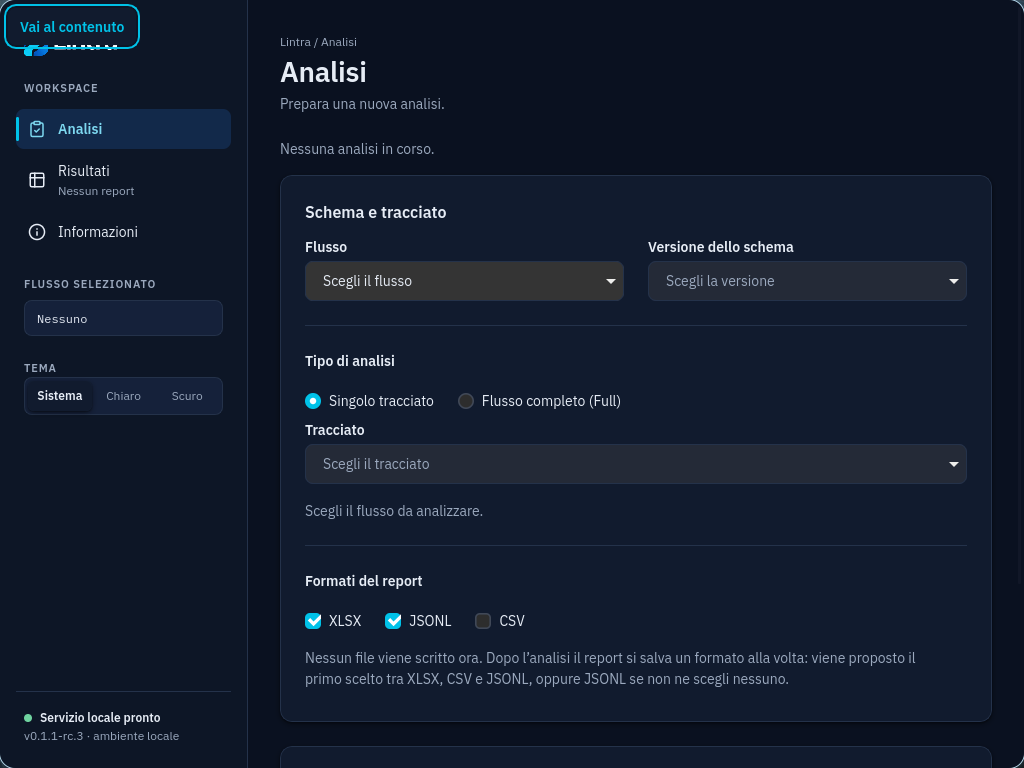 Vai al contenuto
WORKSPACE
Analisi
Risultati
Nessun report
Informazioni
FLUSSO SELEZIONATO
Nessuno
TEMA
Sistema Chiaro Scuro
Servizio locale pronto
v0.1.1-rc.3 · ambiente locale
Lintra / Analisi
Analisi
Prepara una nuova analisi.
Nessuna analisi in corso.
Schema e tracciato
Flusso Versione dello schema
Scegli il flusso Scegli la versione
Tipo di analisi
Singolo tracciato Flusso completo (Full)
Tracciato
Scegli il tracciato
Scegli il flusso da analizzare.
Formati del report
XLSX JSONL CSV
Nessun file viene scritto ora. Dopo l’analisi il report si salva un formato alla volta: viene proposto il
primo scelto tra XLSX, CSV e JSONL, oppure JSONL se non ne scegli nessuno.